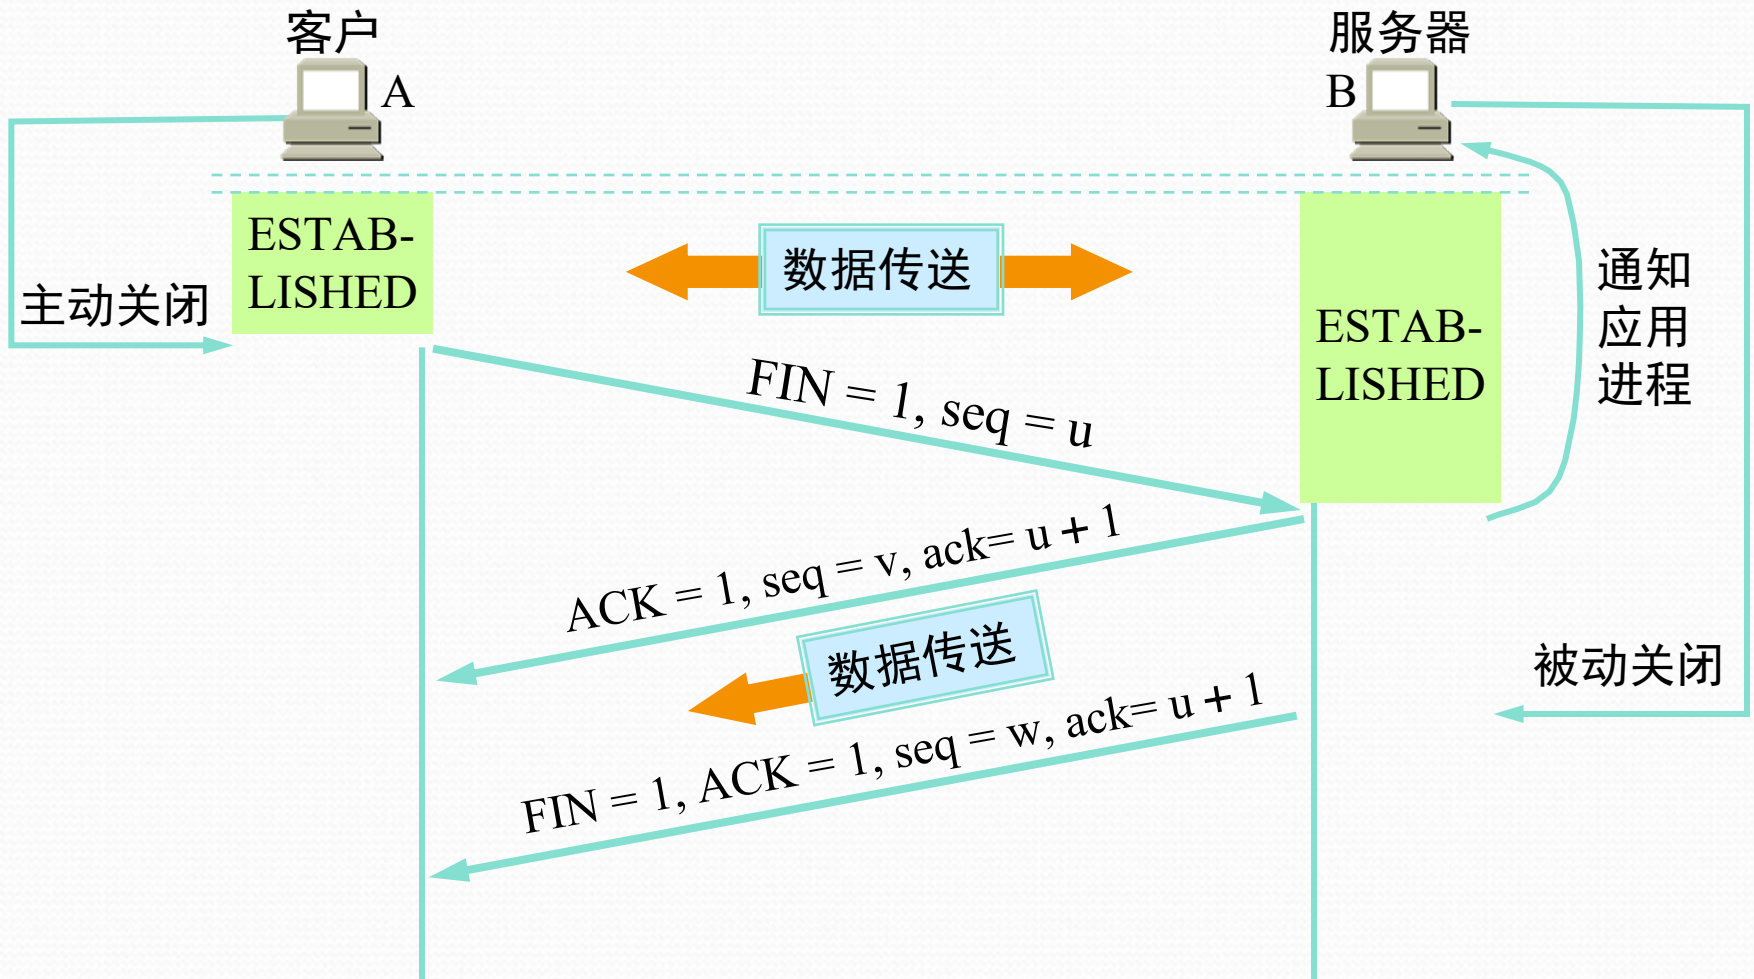 客户
A
服务器
B
ESTAB-
LISHED
数据传送
主动关闭
ESTAB-
LISHED
通知
应用
进程
FIN = 1, seq = u
ACK = 1, seq = v, ack= u + 1
数据传送
被动关闭
FIN = 1, ACK = 1, seq = w, ack= u + 1